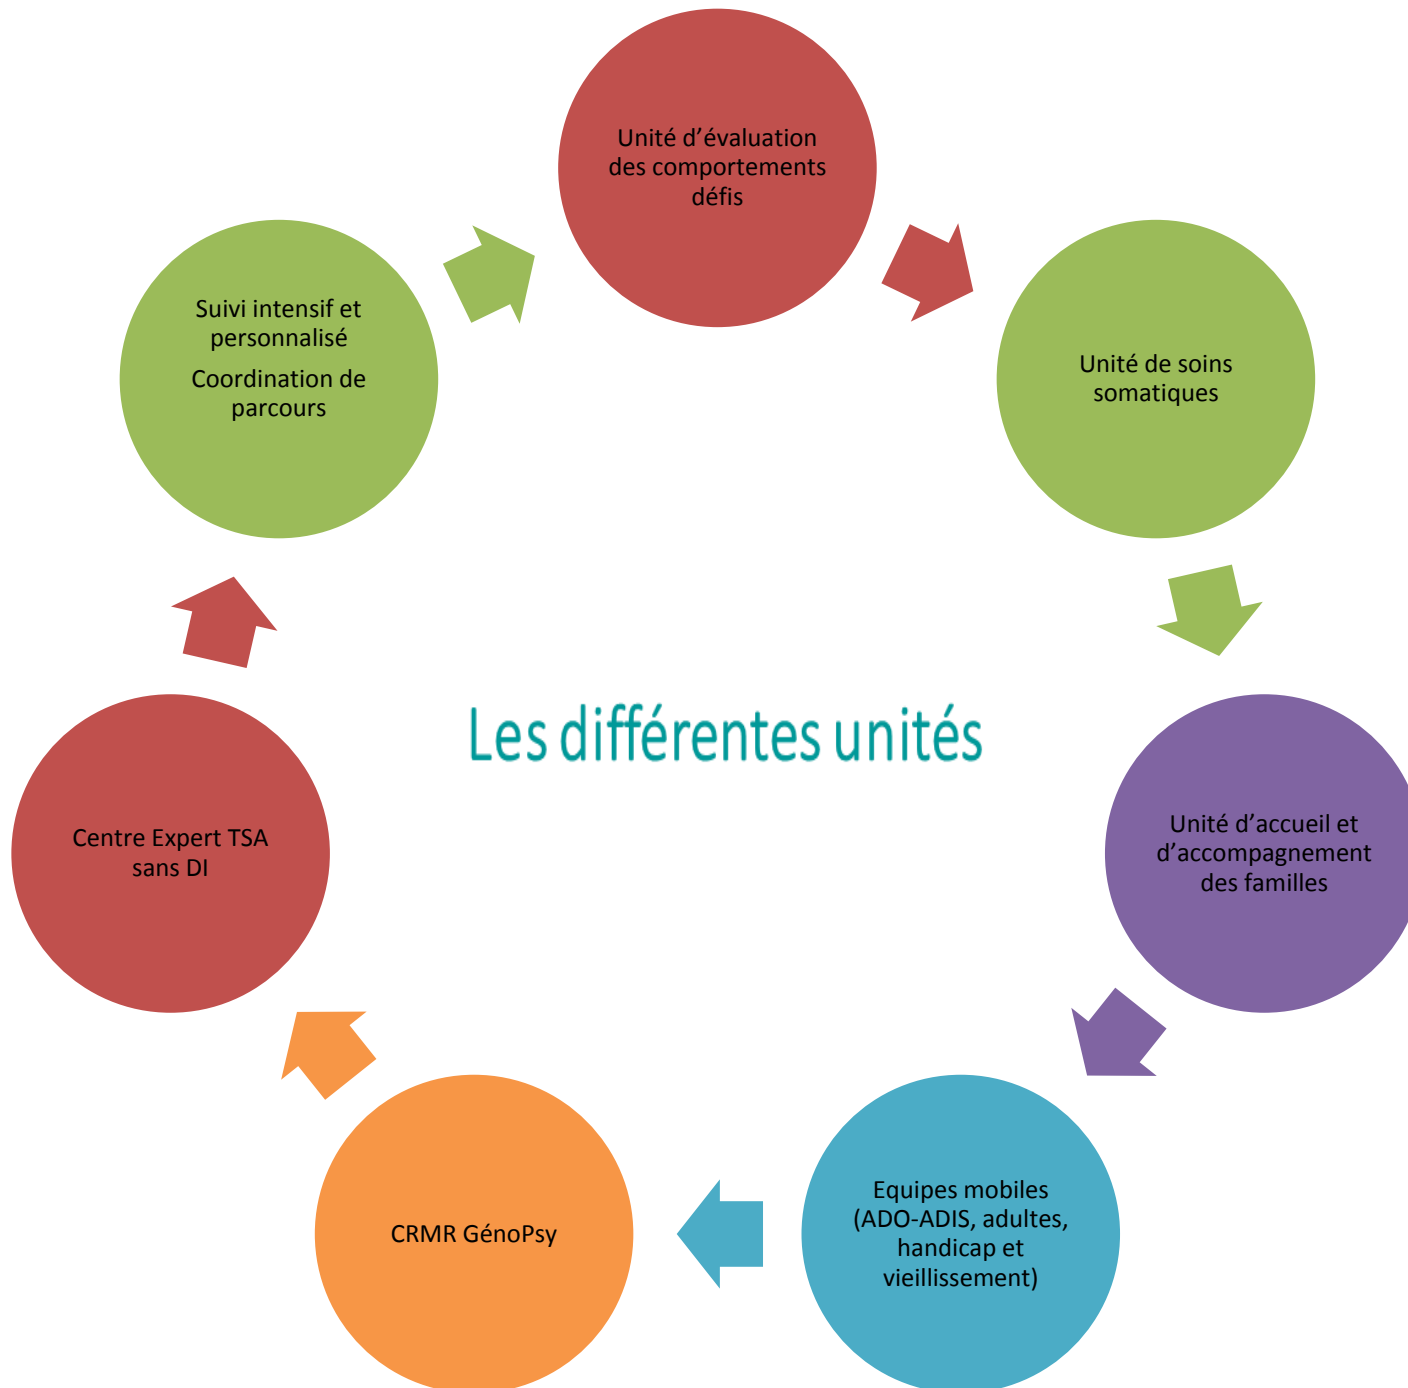 Unité d’évaluation
des comportements
défis
Unité de soins
somatiques
Unité d’accueil et
d’accompagnement
des familles
Equipes mobiles
(ADO-ADIS, adultes,
handicap et
vieillissement)
CRMR GénoPsy
Centre Expert TSA
sans DI
Suivi intensif et
personnalisé
Coordination de
parcours
Les différentes unités